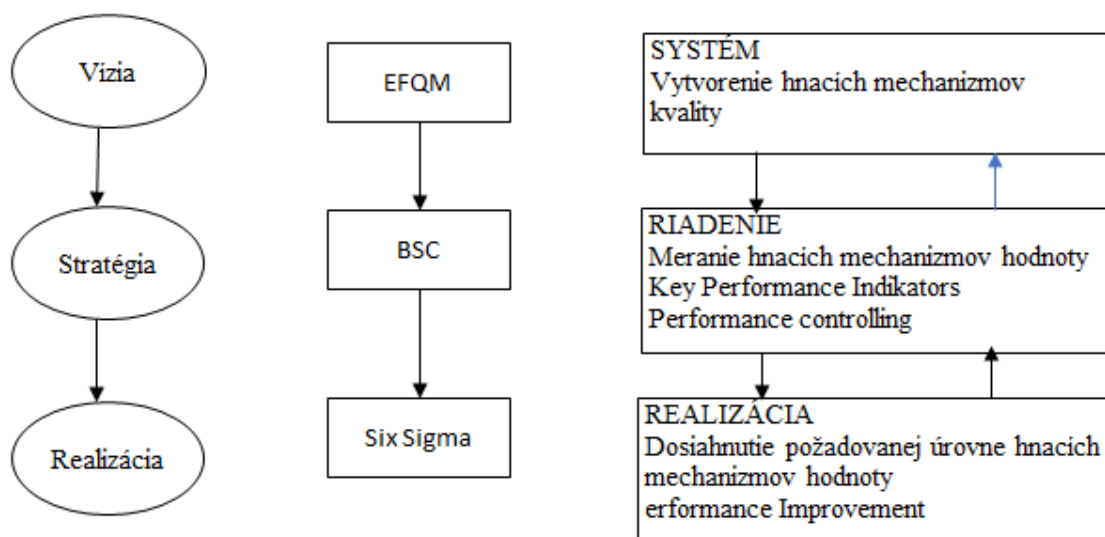 Vízia
Stratégia
Realizácia
EFQM
BSC
Six Sigma
SYSTÉM
Vytvorenie hnacích mechanizmov
kvality
RIADENIE
Meranie hnacích mechanizmov hodnoty
Key Performance Indikators
Performance controlling
REALIZÁCIA
Dosiahnutie požadovanej úrovne hnacích
mechanizmov hodnoty
erformance Improvement